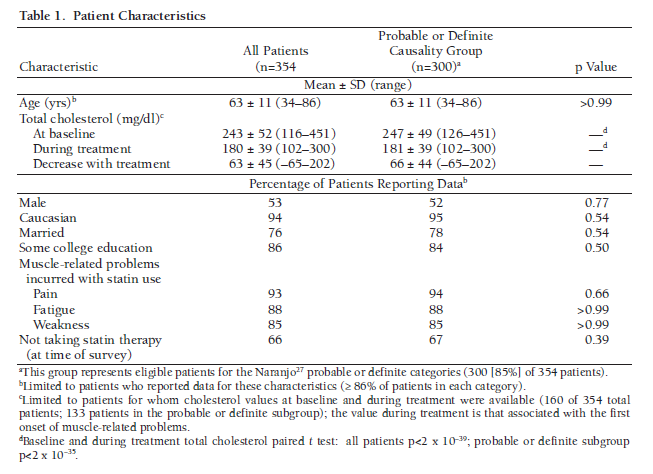 Table 1. Patient Characteristics
Probable or Definite
All Patients Causality Group
Characteristic (n=354 (n=300)ᵃ p Value
Mean ± SD (range)
Age (yrs)ᵇ 63 ± 11 (34–86) 63 ± 11 (34–86) >0.99
Total cholesterol (mg/dl)ᶜ
At baseline 243 ± 52 (116–451) 247 ± 49 (126–451) —ᵈ
During treatment 180 ± 39 (102–300) 181 ± 39 (102–300) —ᵈ
Decrease with treatment 63 ± 45 (–65–202) 66 ± 44 (–65–202) —
Percentage of Patients Reporting Dataᵇ
Male 53 52 0.77
Caucasian 94 95 0.54
Married 76 78 0.54
Some college education 86 84 0.50
Muscle-related problems
incurred with statin use
Pain 93 94 0.66
Fatigue 88 88 >0.99
Weakness 85 85 >0.99
Not taking statin therapy 66 67 0.39
(at time of survey)
ᵃThis group represents eligible patients for the Naranjo²⁷ probable or definite categories (300 [85%] of 354 patients).
ᵇLimited to patients who reported data for these characteristics (≥ 86% of patients in each category).
ᶜLimited to patients for whom cholesterol values at baseline and during treatment were available (160 of 354 total
patients; 133 patients in the probable or definite subgroup); the value during treatment is that associated with the first
onset of muscle-related problems.
ᵈBaseline and during treatment total cholesterol paired t test: all patients p<2 x 10⁻³⁹; probable or definite subgroup
p<2 x 10⁻³⁵.